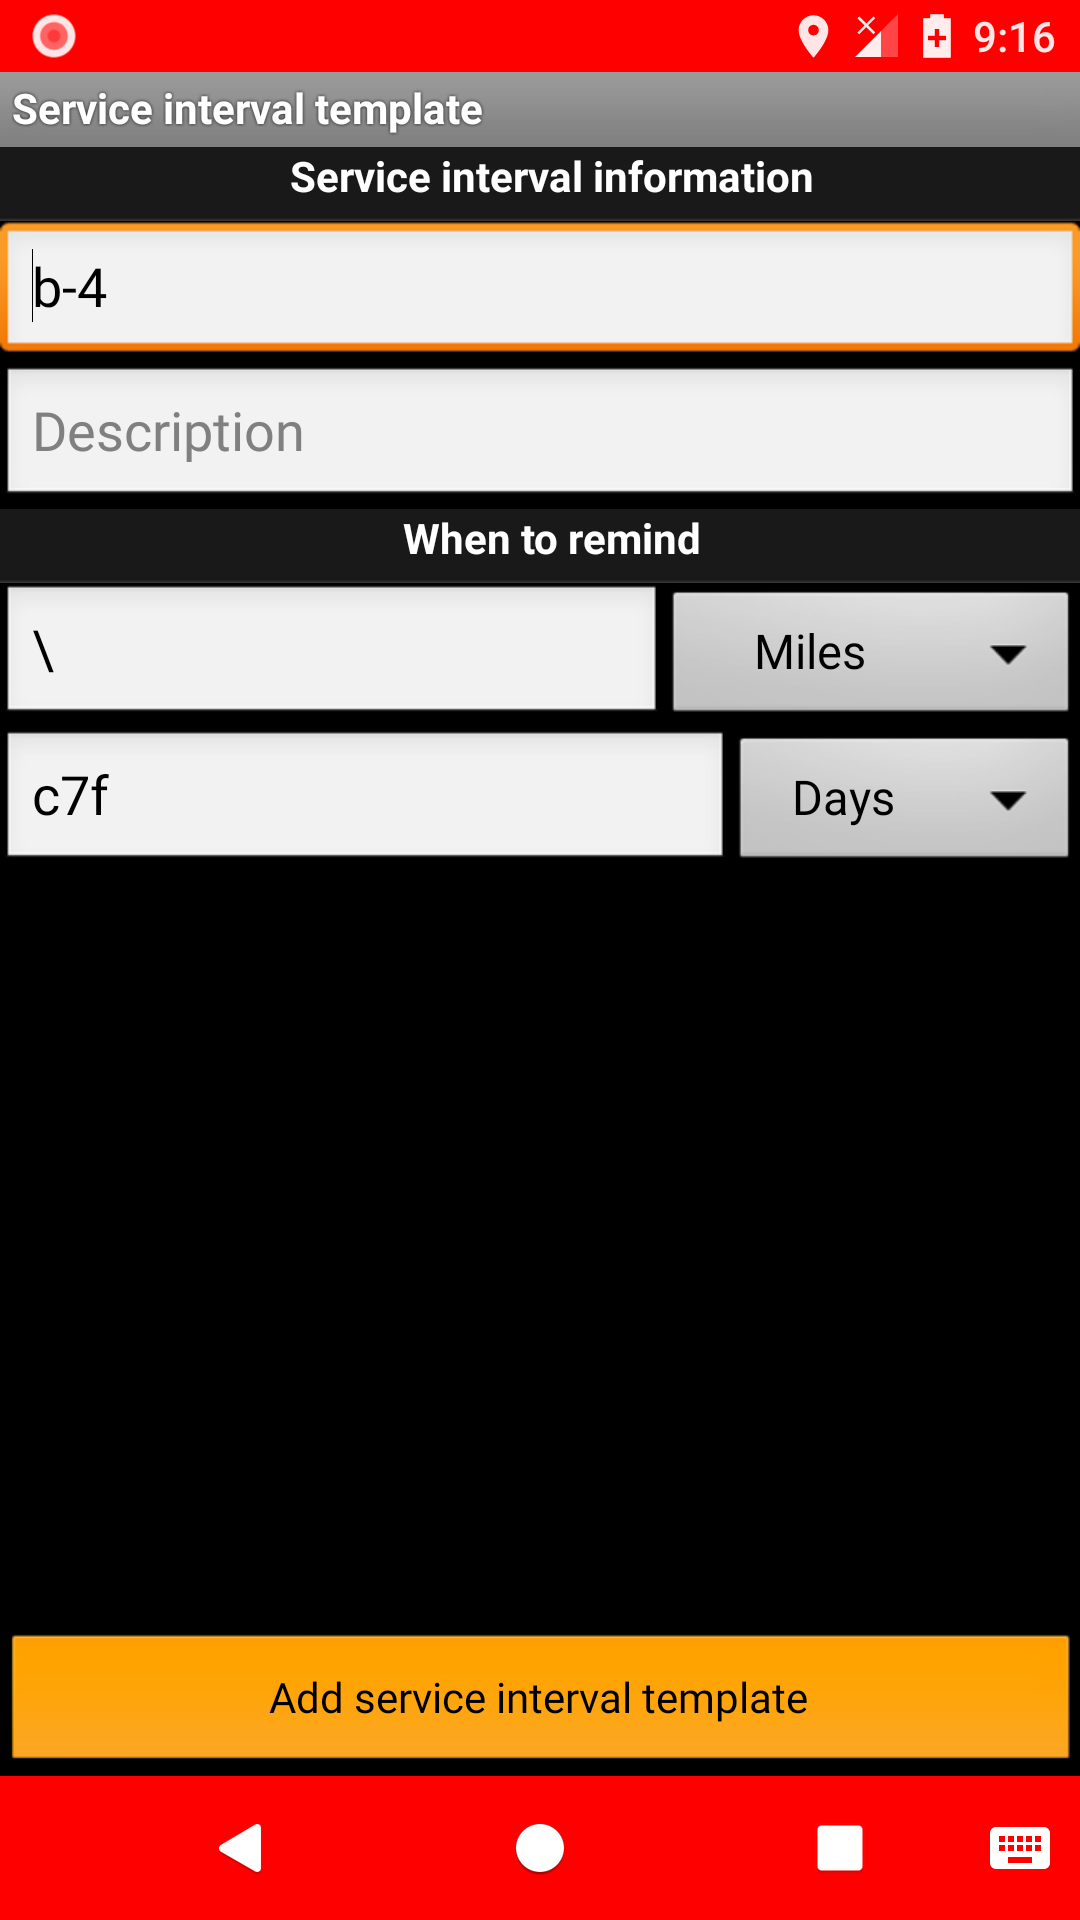 9:16
Service interval template
Service interval information
b-4
Description
When to remind
\
Miles
c7f
Days
Add service interval template